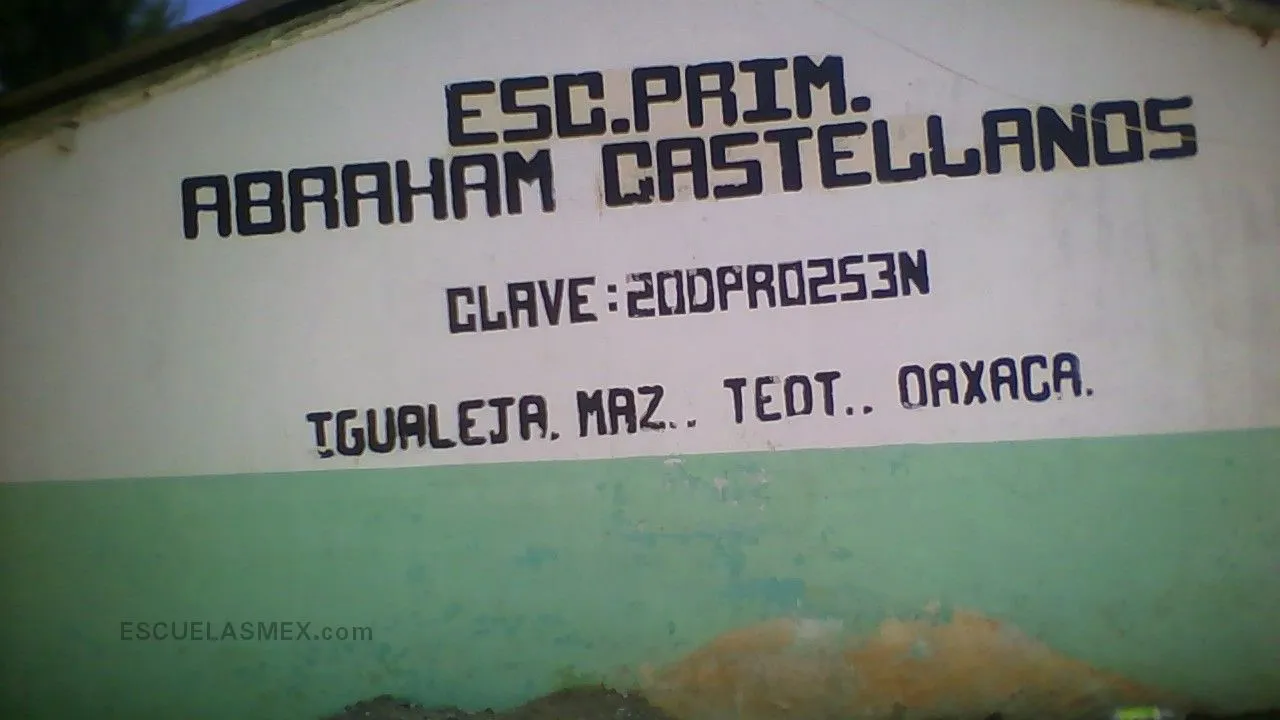 ESC.PRIM.
ABRAHAM CASTELLANOS
CLAVE:20DPR0253N
IGUALEJA. MAZ.. TEOT.. OAXACA.
ESCUELASMEX.com